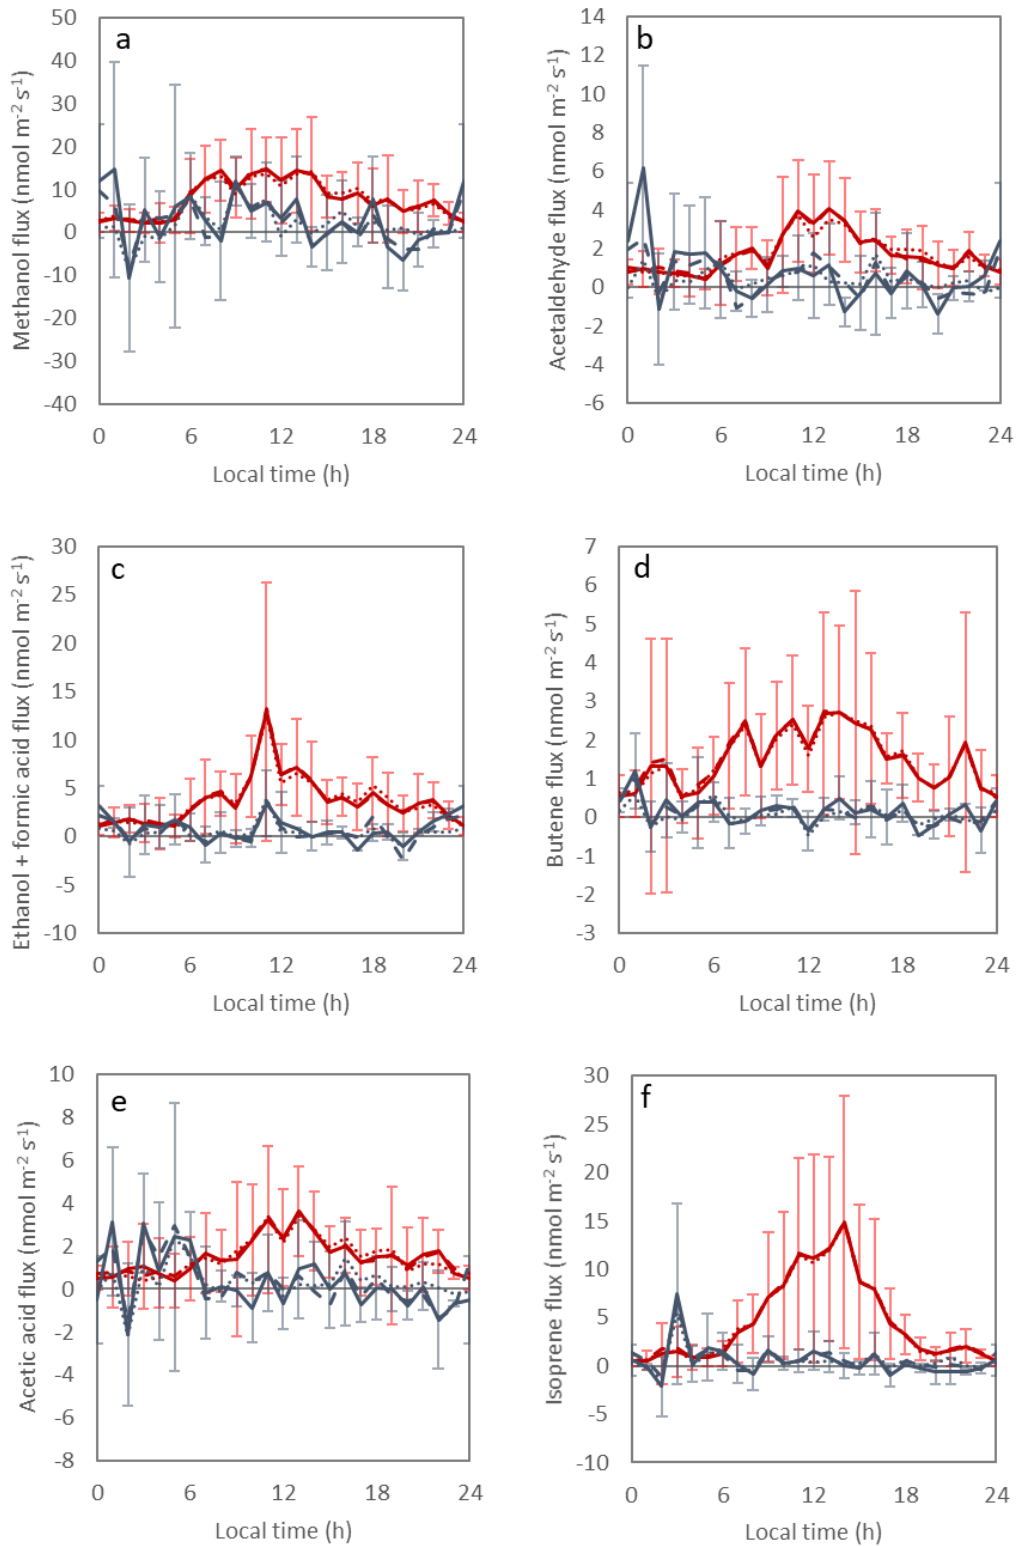 a
Methanol flux (nmol m⁻² s⁻¹)
50
40
30
20
10
0
-10
-20
-30
-40
0 6 12 18 24
Local time (h)
b
Acetaldehyde flux (nmol m⁻² s⁻¹)
14
12
10
8
6
4
2
0
-2
-4
-6
0 6 12 18 24
Local time (h)
c
Ethanol + formic acid flux (nmol m⁻² s⁻¹)
30
25
20
15
10
5
0
-5
-10
0 6 12 18 24
Local time (h)
d
Butene flux (nmol m⁻² s⁻¹)
7
6
5
4
3
2
1
0
-1
-2
-3
0 6 12 18 24
Local time (h)
e
Acetic acid flux (nmol m⁻² s⁻¹)
10
8
6
4
2
0
-2
-4
-6
-8
0 6 12 18 24
Local time (h)
f
Isoprene flux (nmol m⁻² s⁻¹)
30
25
20
15
10
5
0
-5
-10
0 6 12 18 24
Local time (h)